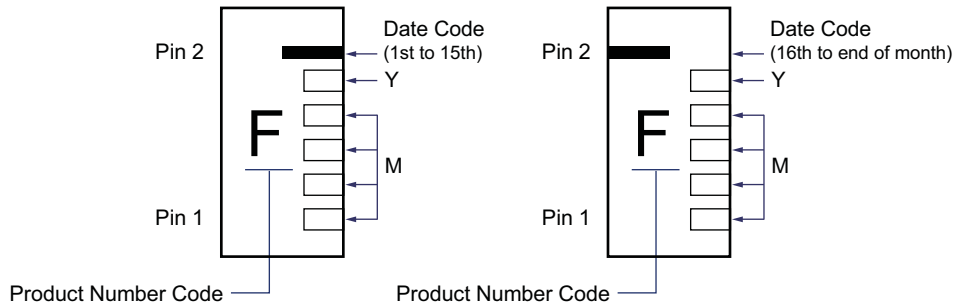 Pin 2
Date Code
(1st to 15th)
Y
F
M
Pin 1
Product Number Code
Pin 2
Date Code
(16th to end of month)
Y
F
M
Pin 1
Product Number Code